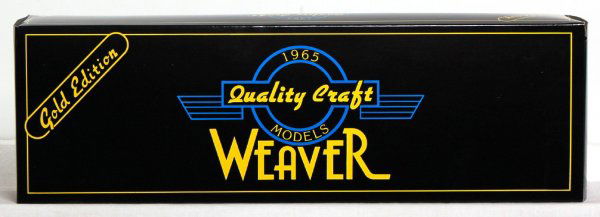 Gold Edition
1965
Quality Craft
MODELS
WEAVER